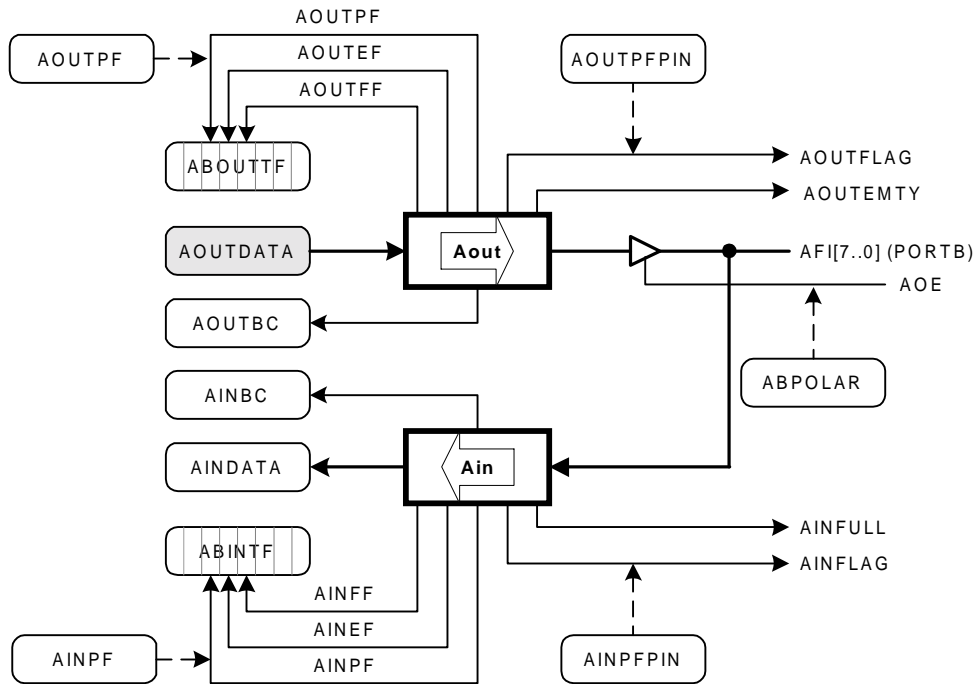 AOUTPF
AOUTPF
AOUTEF
AOUTPFPIN
AOUTFF
ABOUTTF
AOUTFLAG
AOUTEMTY
AOUTDATA
Aout
AFI[7..0] (PORTB)
AOE
AOUTBC
ABPOLAR
AINBC
AINDATA
Ain
AINFULL
ABINTF
AINFLAG
AINFF
AINEF
AINPF
AINPF
AINPFPIN